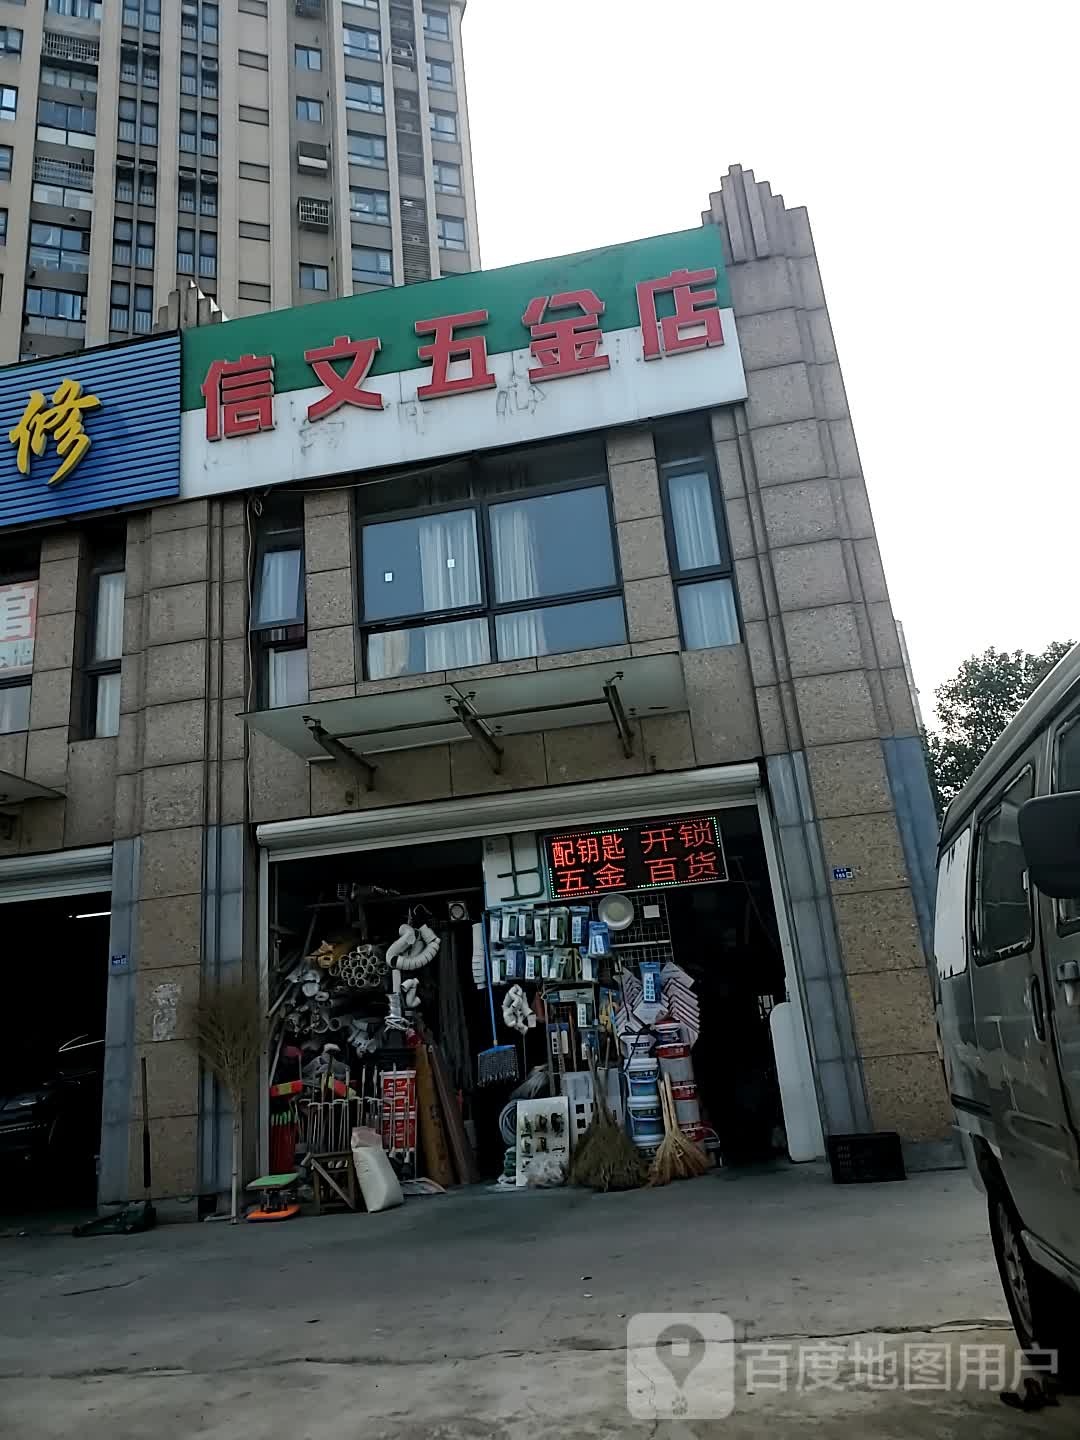 信文五金店
修
馆
配钥匙 开锁
五金 百货
百度地图用户